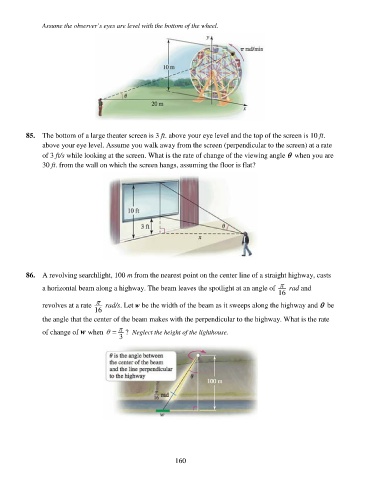 Assume the observer's eyes are level with the bottom of the wheel.
y
π rad/min
10 m
θ
20 m
x
85. The bottom of a large theater screen is 3 ft. above your eye level and the top of the screen is 10 ft.
above your eye level. Assume you walk away from the screen (perpendicular to the screen) at a rate
of 3 ft/s while looking at the screen. What is the rate of change of the viewing angle θ when you are
30 ft. from the wall on which the screen hangs, assuming the floor is flat?
10 ft
3 ft
θ
x
86. A revolving searchlight, 100 m from the nearest point on the center line of a straight highway, casts
a horizontal beam along a highway. The beam leaves the spotlight at an angle of π/16 rad and
revolves at a rate π/16 rad/s. Let w be the width of the beam as it sweeps along the highway and θ be
the angle that the center of the beam makes with the perpendicular to the highway. What is the rate
of change of w when θ = π/3 ? Neglect the height of the lighthouse.
θ is the angle between
the center of the beam
and the line perpendicular
to the highway
θ
100 m
π/16 rad
w
160